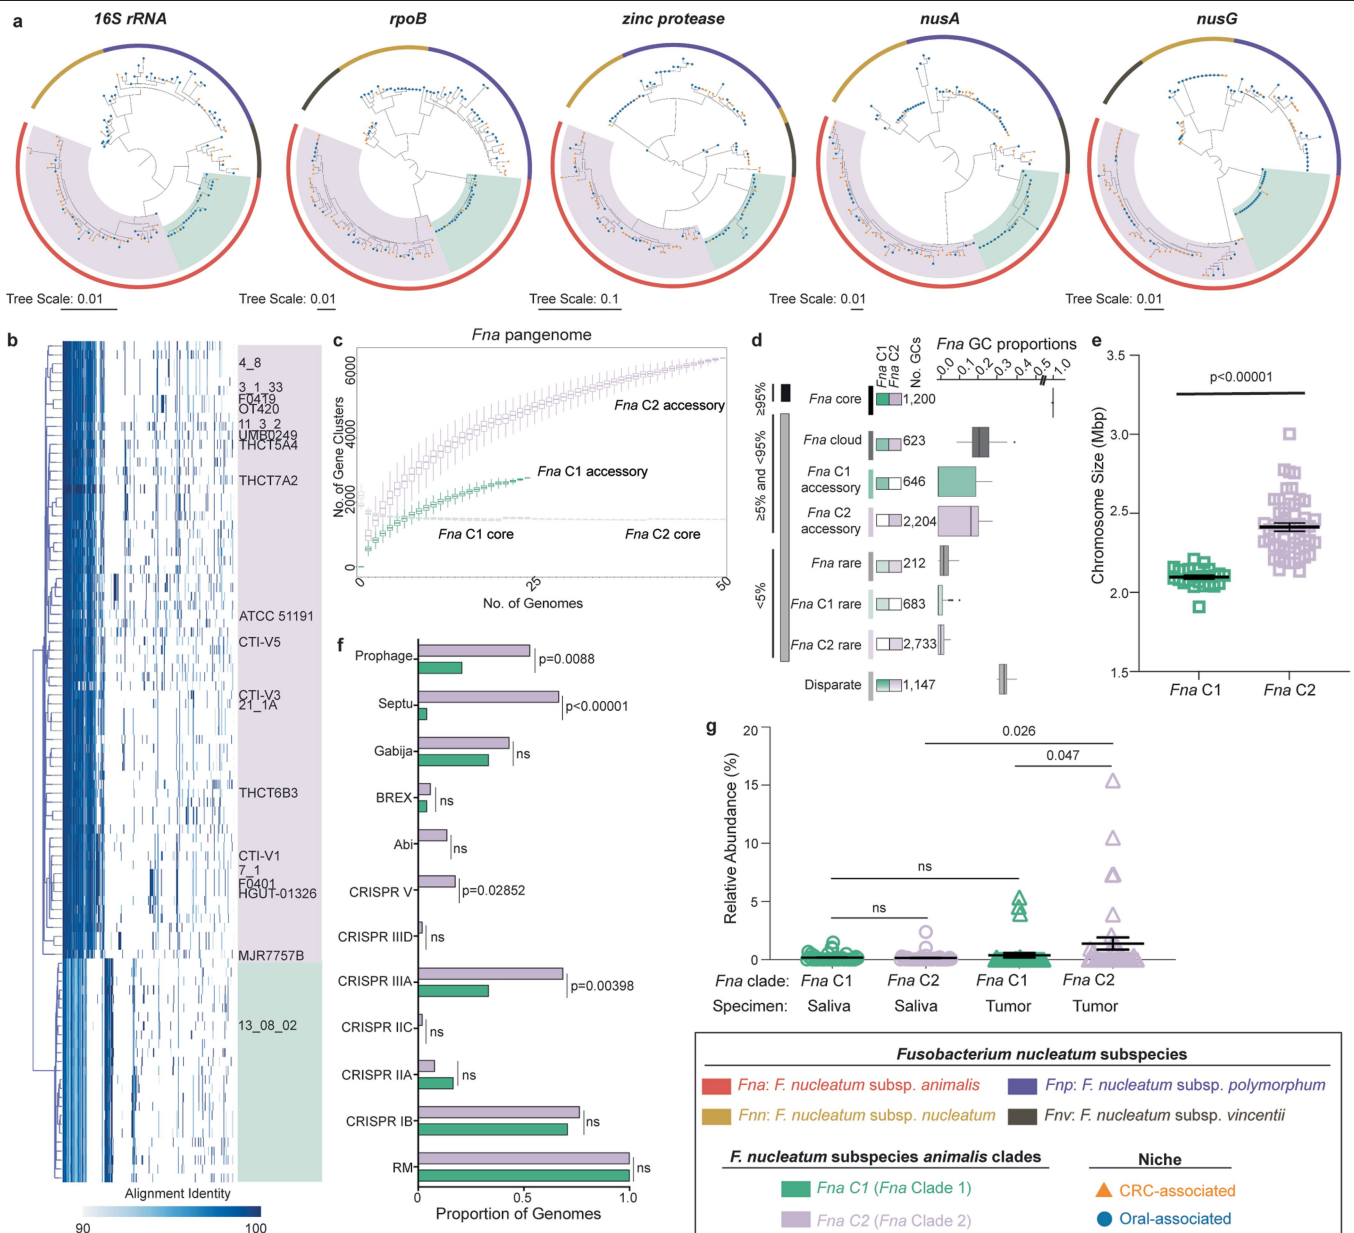 a
16S rRNA
rpoB
zinc protease
nusA
nusG
Tree Scale: 0.01
Tree Scale: 0.01
Tree Scale: 0.1
Tree Scale: 0.01
Tree Scale: 0.01
b
4_8
3_1_33
F0419
OT420
11_3_2
UMB0249
THCT5A4
THCT7A2
ATCC 51191
CTI-V5
CTI-V3
21_1A
THCT6B3
CTI-V1
7_1
F0401
HGUT-01326
MJR7757B
13_08_02
Alignment Identity
90
100
c
Fna pangenome
No. of Gene Clusters
6000
4000
2000
0
Fna C2 accessory
Fna C1 accessory
Fna C1 core
Fna C2 core
0
25
50
No. of Genomes
d
Fna C1
Fna C2
No. GCs
Fna GC proportions
0.0
0.1
0.2
0.3
0.4
0.5
1.0
≥95%
≥5% and <95%
<5%
Fna core
1,200
Fna cloud
623
Fna C1
accessory
646
Fna C2
accessory
2,204
Fna rare
212
Fna C1 rare
683
Fna C2 rare
2,733
Disparate
1,147
e
Chromosome Size (Mbp)
3.5
3.0
2.5
2.0
1.5
p<0.00001
Fna C1
Fna C2
f
Prophage
p=0.0088
Septu
p<0.00001
Gabija
ns
BREX
ns
Abi
ns
CRISPR V
p=0.02852
CRISPR IIID
ns
CRISPR IIIA
p=0.00398
CRISPR IIC
ns
CRISPR IIA
ns
CRISPR IB
ns
RM
ns
0
0.5
1.0
Proportion of Genomes
g
Relative Abundance (%)
20
15
10
5
0
0.026
0.047
ns
ns
Fna clade:
Fna C1
Fna C2
Fna C1
Fna C2
Specimen:
Saliva
Saliva
Tumor
Tumor
Fusobacterium nucleatum subspecies
Fna: F. nucleatum subsp. animalis
Fnp: F. nucleatum subsp. polymorphum
Fnn: F. nucleatum subsp. nucleatum
Fnv: F. nucleatum subsp. vincentii
F. nucleatum subspecies animalis clades
Fna C1 (Fna Clade 1)
Fna C2 (Fna Clade 2)
Niche
CRC-associated
Oral-associated